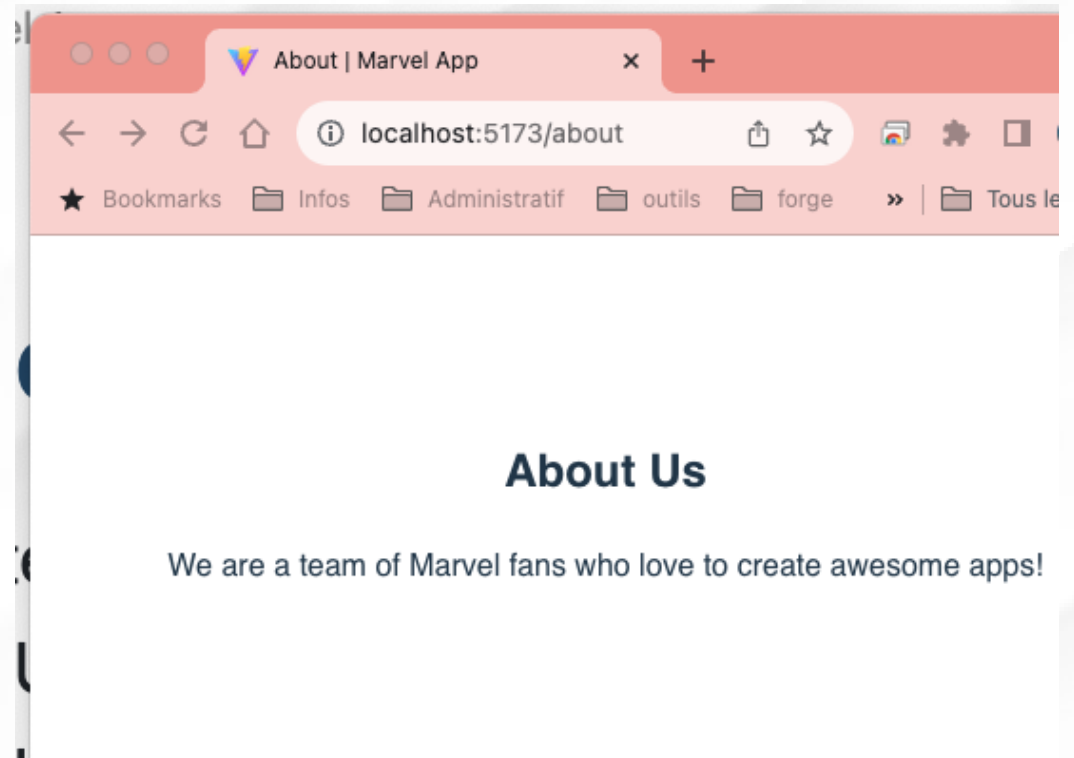 About | Marvel App
localhost:5173/about
Bookmarks Infos Administratif outils forge » Tous le
About Us
We are a team of Marvel fans who love to create awesome apps!